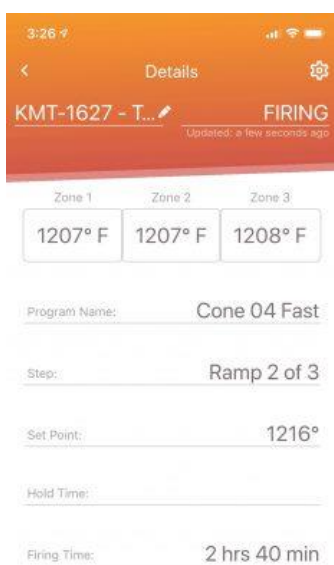 3:26
Details
KMT-1627 - T... FIRING
Updated: a few seconds ago
Zone 1 Zone 2 Zone 3
1207° F 1207° F 1208° F
Program Name: Cone 04 Fast
Step: Ramp 2 of 3
Set Point: 1216°
Hold Time:
Firing Time: 2 hrs 40 min